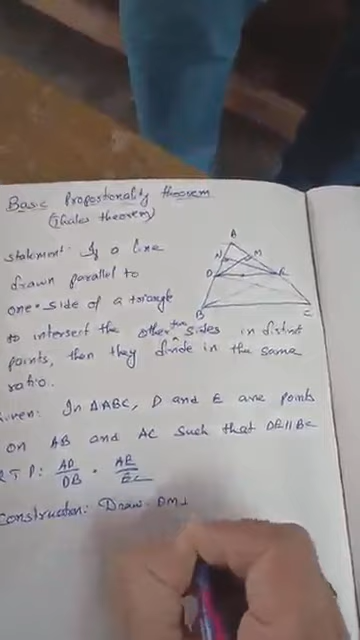 Basic Proportionality theorem
(Thales theorem)
A
N
M
D
E
B
C
Statement: If a line
drawn parallel to
one side of a triangle
to intersect the other two sides in distinct
points, then they divide in the same
ratio.
Given: In ΔABC, D and E are points
on AB and AC such that DE || BC
R T P: AD/DB = AE/EC
Construction: Draw DM⊥